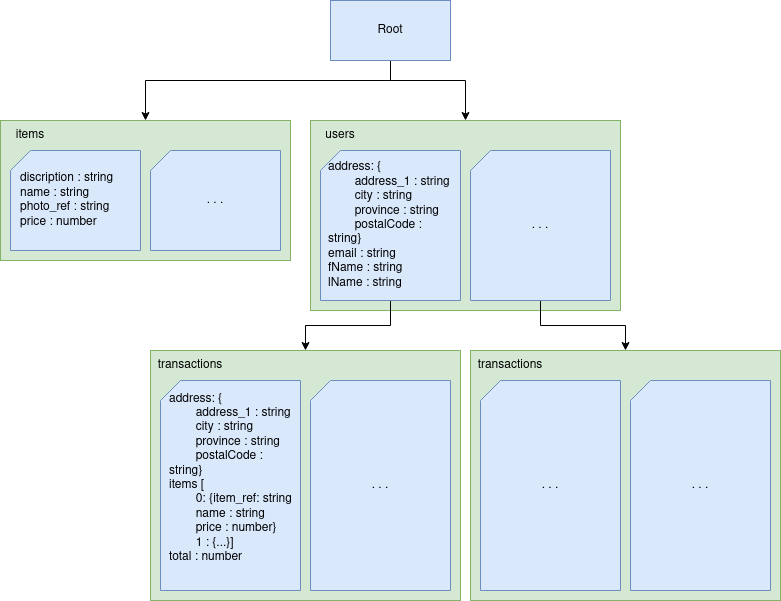 Root
items
discription : string
name : string
photo_ref : string
price : number
. . .
users
address: {
address_1 : string
city : string
province : string
postalCode :
string}
email : string
fName : string
lName : string
. . .
transactions
address: {
address_1 : string
city : string
province : string
postalCode :
string}
items [
0: {item_ref: string
name : string
price : number}
1 : {...}]
total : number
. . .
transactions
. . .
. . .